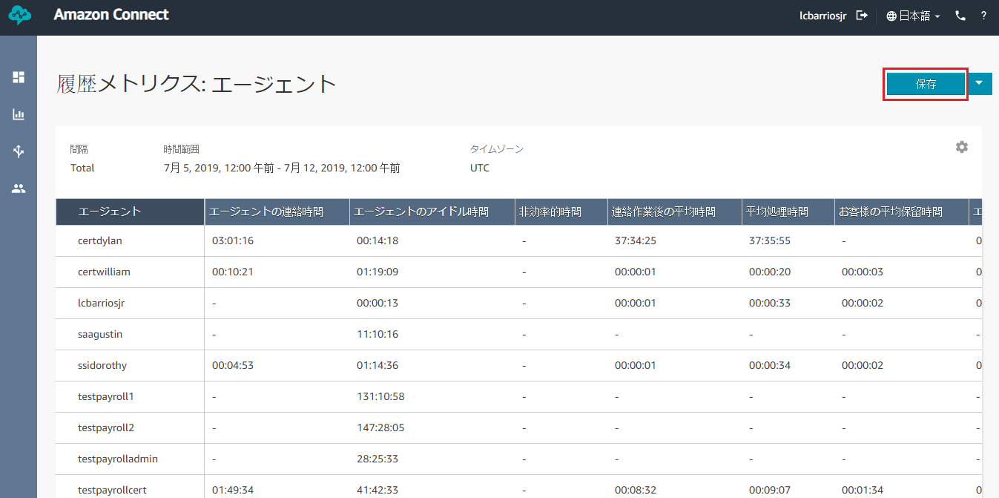 Amazon Connect lcbarriosjr 日本語 ?
履歴メトリクス: エージェント 保存
間隔 時間範囲 タイムゾーン
Total 7月 5, 2019, 12:00 午前 - 7月 12, 2019, 12:00 午前 UTC
エージェント エージェントの連絡時間 エージェントのアイドル時間 非効率的時間 連絡作業後の平均時間 平均処理時間 お客様の平均保留時間 エ
certdylan 03:01:16 00:14:18 - 37:34:25 37:35:55 - 0
certwilliam 00:10:21 01:19:09 - 00:00:01 00:00:20 00:00:03 0
lcbarriosjr - 00:00:13 - 00:00:01 00:00:33 00:00:02 0
saagustin - 11:10:16 - - - - -
ssidorothy 00:04:53 01:14:36 - 00:00:01 00:00:34 00:00:02 0
testpayroll1 - 131:10:58 - - - - -
testpayroll2 - 147:28:05 - - - - -
testpayrolladmin - 28:25:33 - - - - -
testpayrollcert 01:49:34 41:42:33 - 00:08:32 00:09:07 00:01:34 0